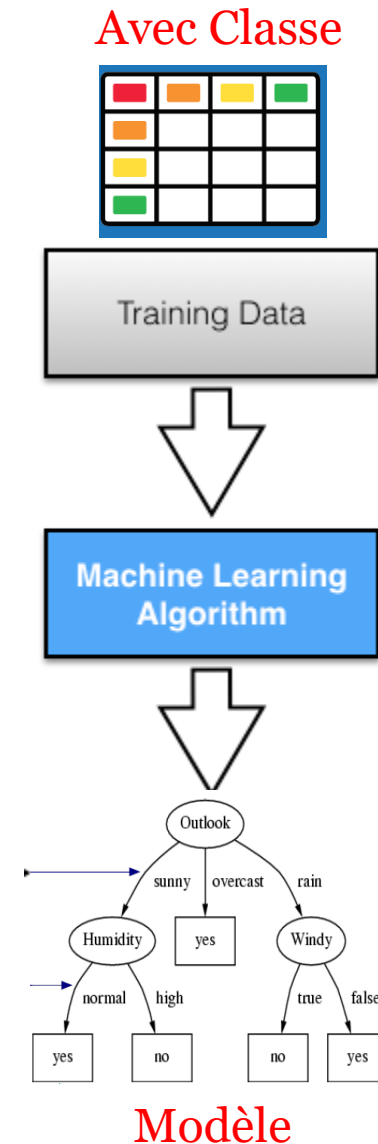 Avec Classe
Training Data
Machine Learning
Algorithm
Outlook
sunny overcast rain
Humidity yes Windy
normal high true false
yes no no yes
Modèle